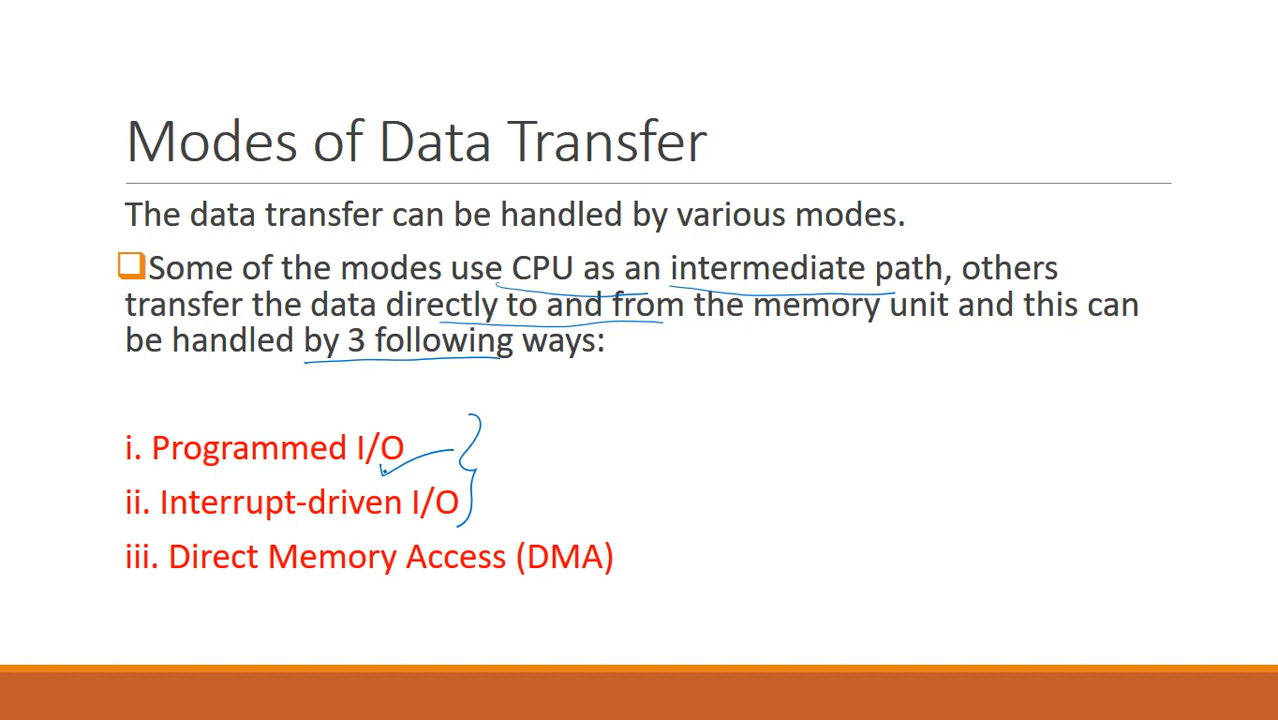 Modes of Data Transfer
The data transfer can be handled by various modes.
Some of the modes use CPU as an intermediate path, others
transfer the data directly to and from the memory unit and this can
be handled by 3 following ways:
i. Programmed I/O
ii. Interrupt-driven I/O
iii. Direct Memory Access (DMA)